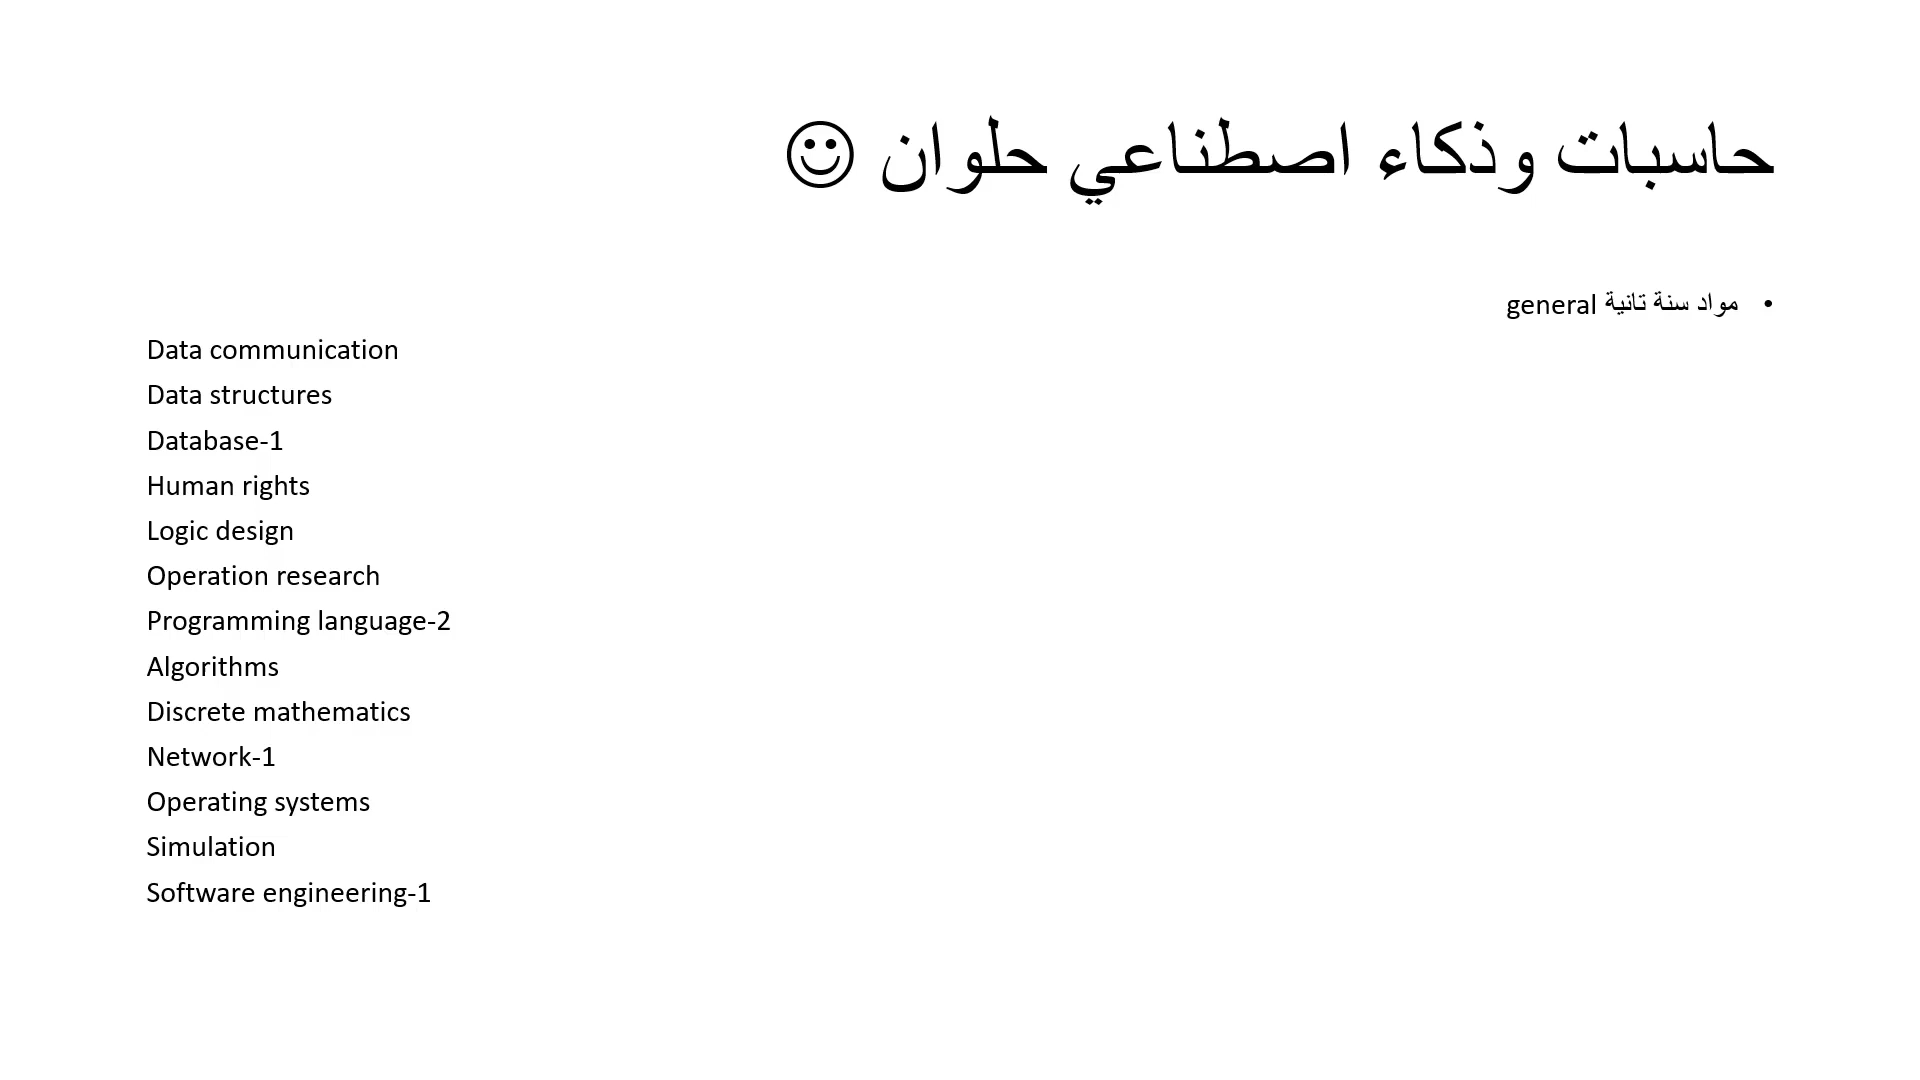 حاسبات وذكاء اصطناعي حلوان ☺
• مواد سنة تانية general
Data communication
Data structures
Database-1
Human rights
Logic design
Operation research
Programming language-2
Algorithms
Discrete mathematics
Network-1
Operating systems
Simulation
Software engineering-1